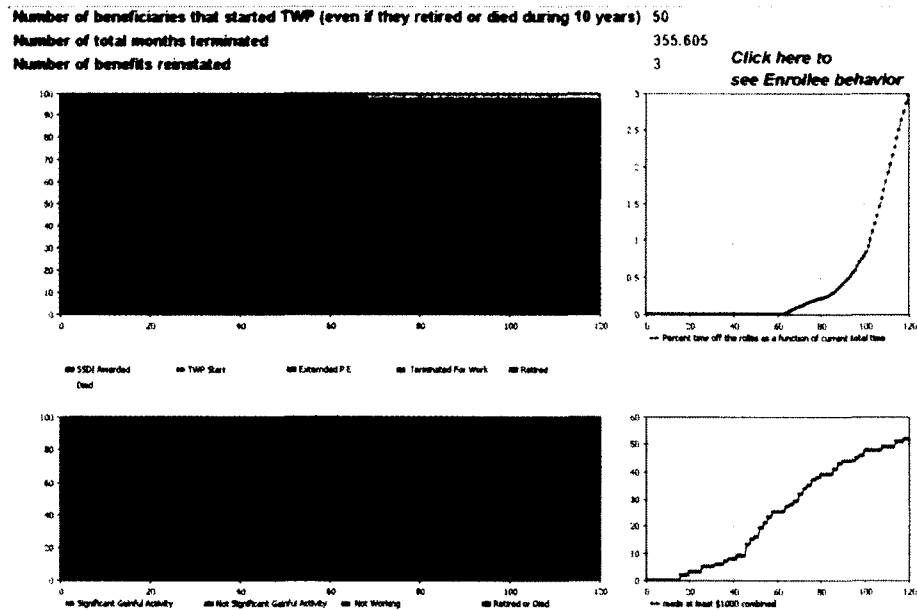 Number of beneficiaries that started TWP (even if they retired or died during 10 years) 50
Number of total months terminated 355.605
Number of benefits reinstated 3
Click here to
see Enrollee behavior
100
90
80
70
60
50
40
30
20
10
0
0 20 40 60 80 100 120
SSDI Awarded TWP Start Extended P E Terminated For Work Retired
Died
3
2 5
2
1 5
1
0.5
0
0 20 40 60 80 100 120
Percent time off the rolls as a function of current total time
100
80
60
40
20
0
0 20 40 60 80 100 120
Significant Gainful Activity Not Significant Gainful Activity Not Working Retired or Died
60
50
40
30
20
10
0
0 20 40 60 80 100 120
needs at least $1000 combined